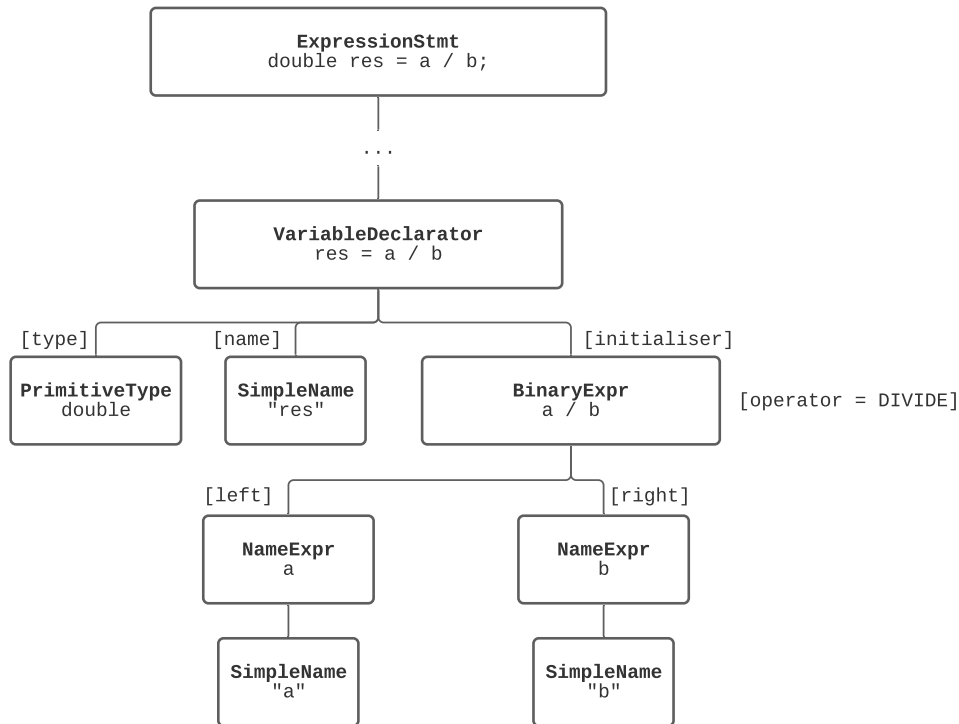 ExpressionStmt
double res = a / b;
...
VariableDeclarator
res = a / b
[type]
[name]
[initialiser]
PrimitiveType
double
SimpleName
"res"
BinaryExpr
a / b
[operator = DIVIDE]
[left]
[right]
NameExpr
a
NameExpr
b
SimpleName
"a"
SimpleName
"b"